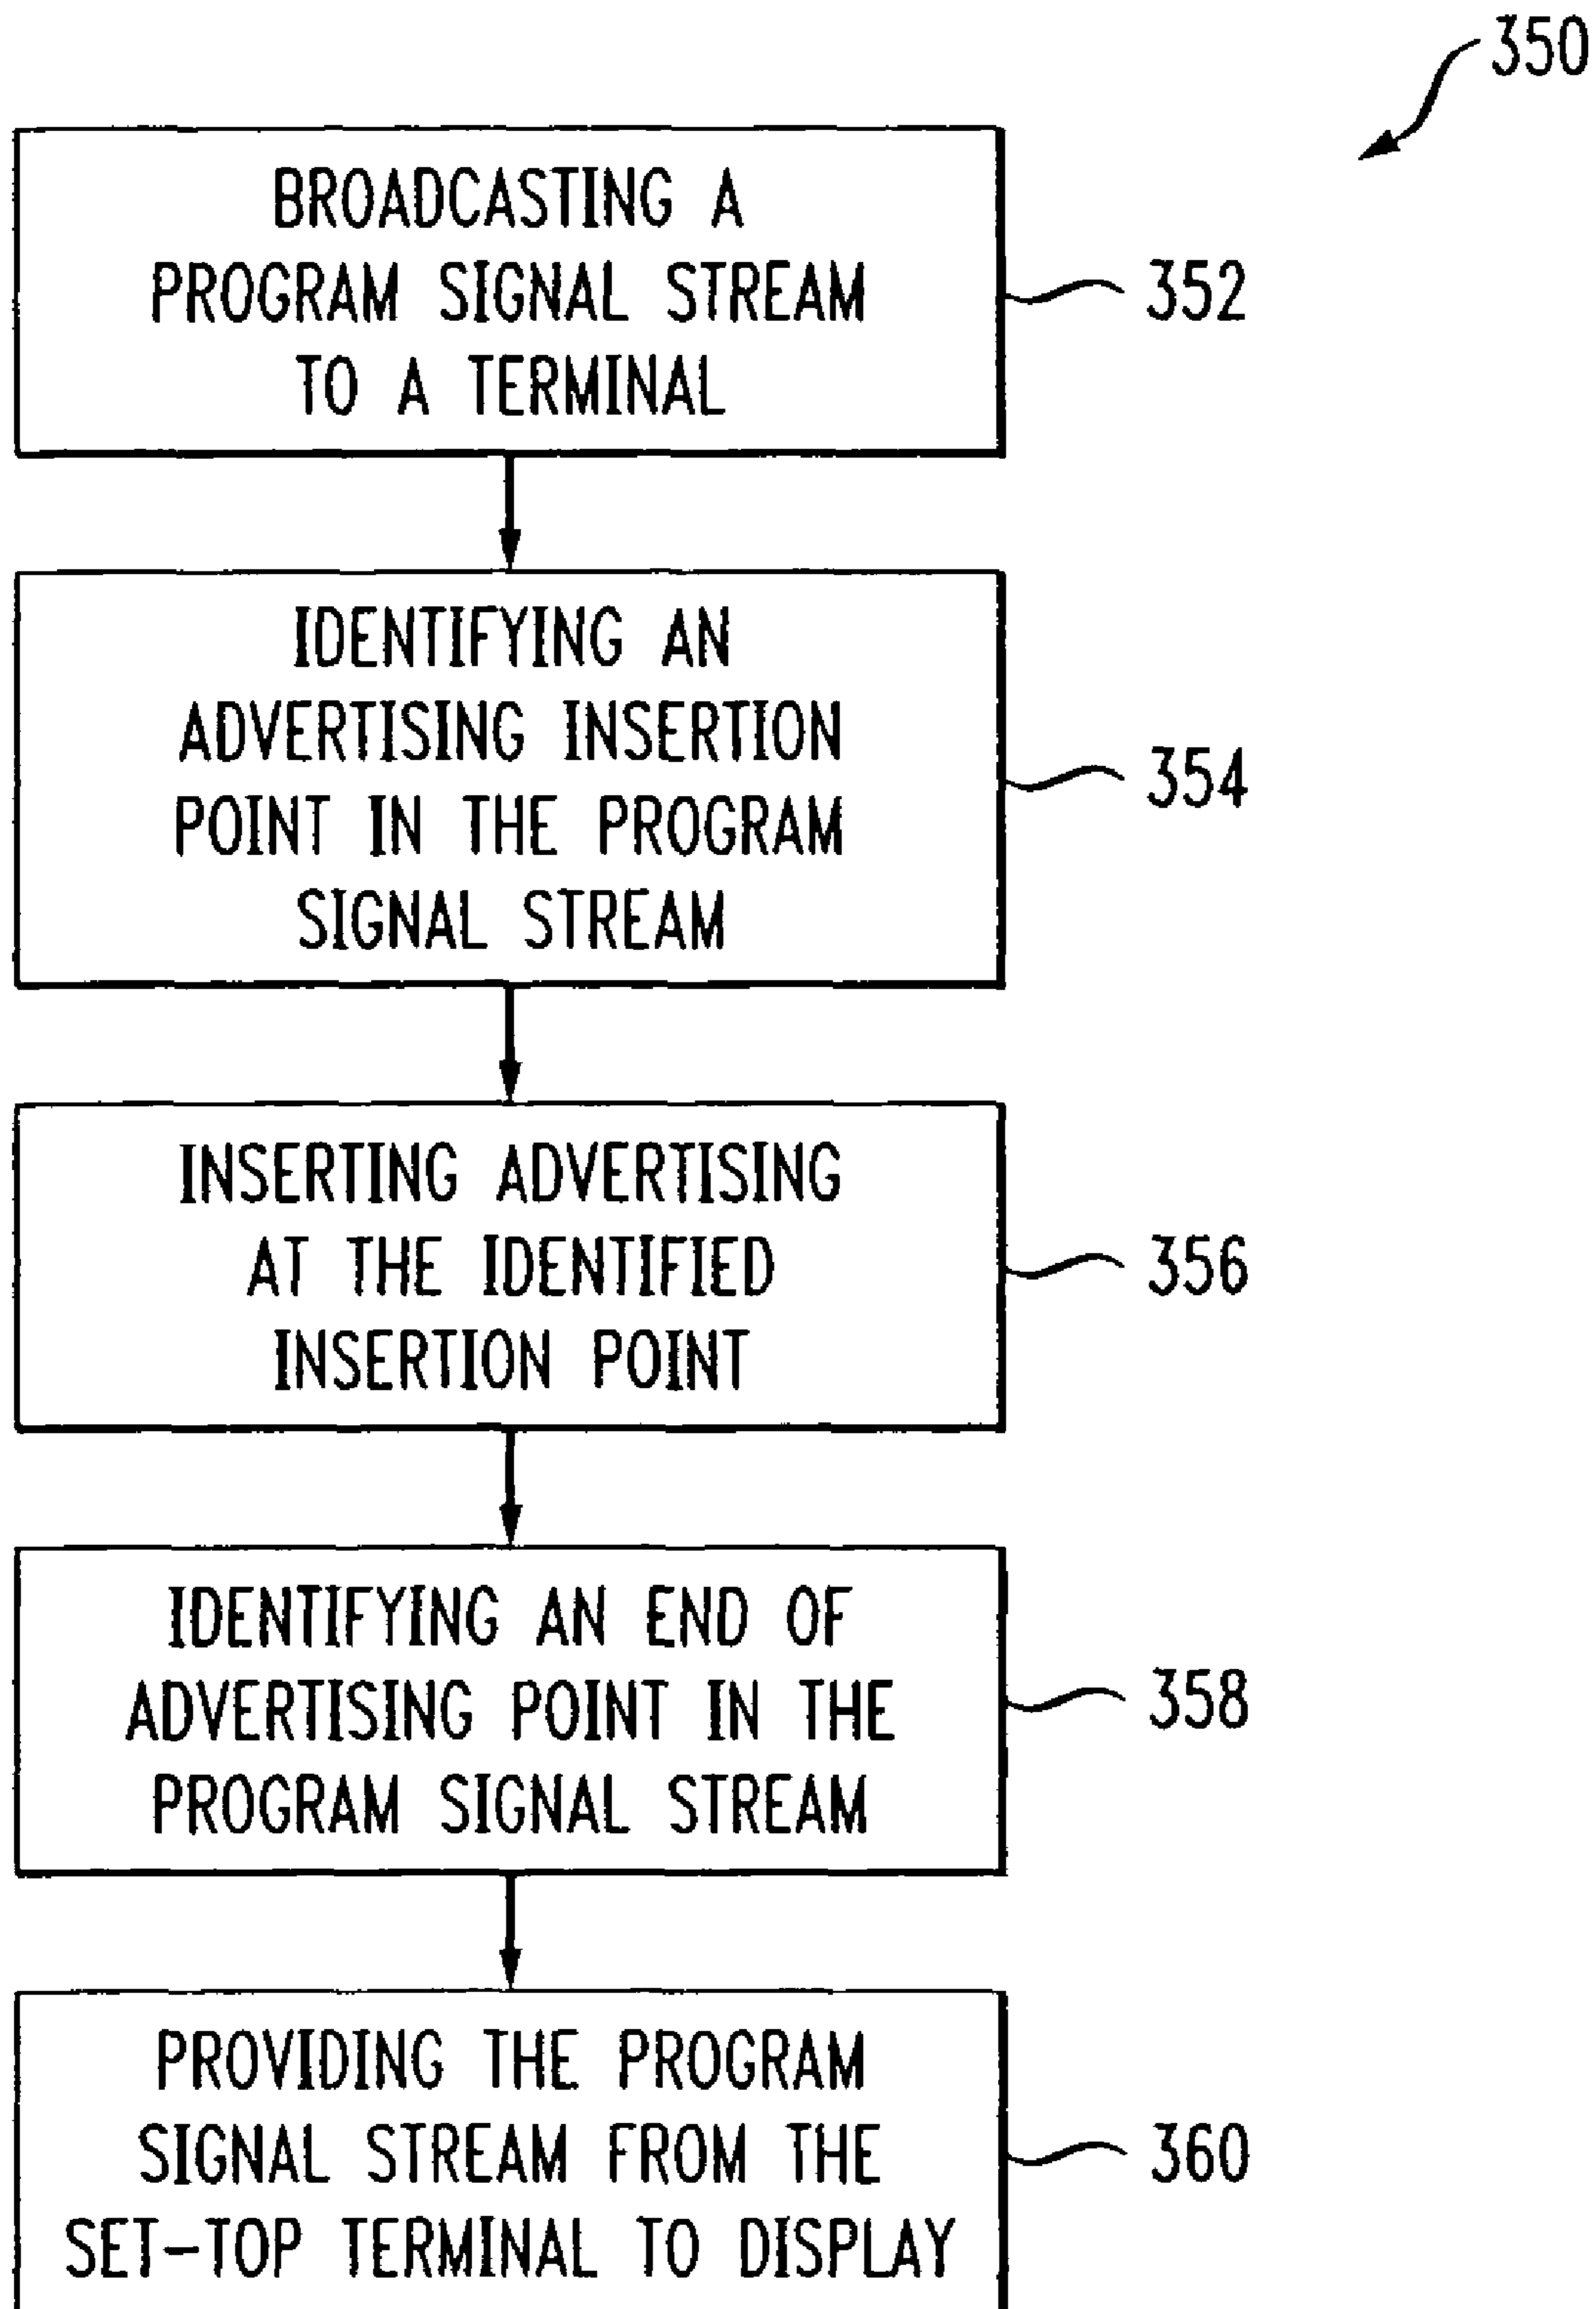 350
BROADCASTING A
PROGRAM SIGNAL STREAM
TO A TERMINAL
352
IDENTIFYING AN
ADVERTISING INSERTION
POINT IN THE PROGRAM
SIGNAL STREAM
354
INSERTING ADVERTISING
AT THE IDENTIFIED
INSERTION POINT
356
IDENTIFYING AN END OF
ADVERTISING POINT IN THE
PROGRAM SIGNAL STREAM
358
PROVIDING THE PROGRAM
SIGNAL STREAM FROM THE
SET-TOP TERMINAL TO DISPLAY
360